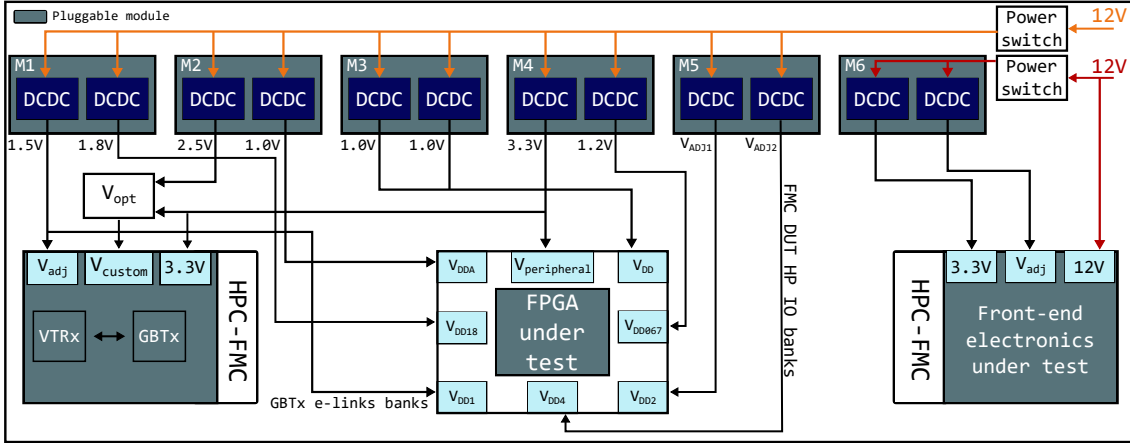 Pluggable module
Power
switch
12V
M1
M2
M3
M4
M5
M6
Power
switch
12V
DCDC
DCDC
DCDC
DCDC
DCDC
DCDC
DCDC
DCDC
DCDC
DCDC
DCDC
DCDC
1.5V
1.8V
2.5V
1.0V
1.0V
1.0V
3.3V
1.2V
VADJ1
VADJ2
Vopt
FMC DUT HP IO banks
Vadj
Vcustom
3.3V
HPC-FMC
VTRx
GBTx
VDDA
Vperipheral
VDD
VDD18
FPGA
under
test
VDD067
VDD1
VDD4
VDD2
GBTx e-links banks
HPC-FMC
3.3V
Vadj
12V
Front-end
electronics
under test